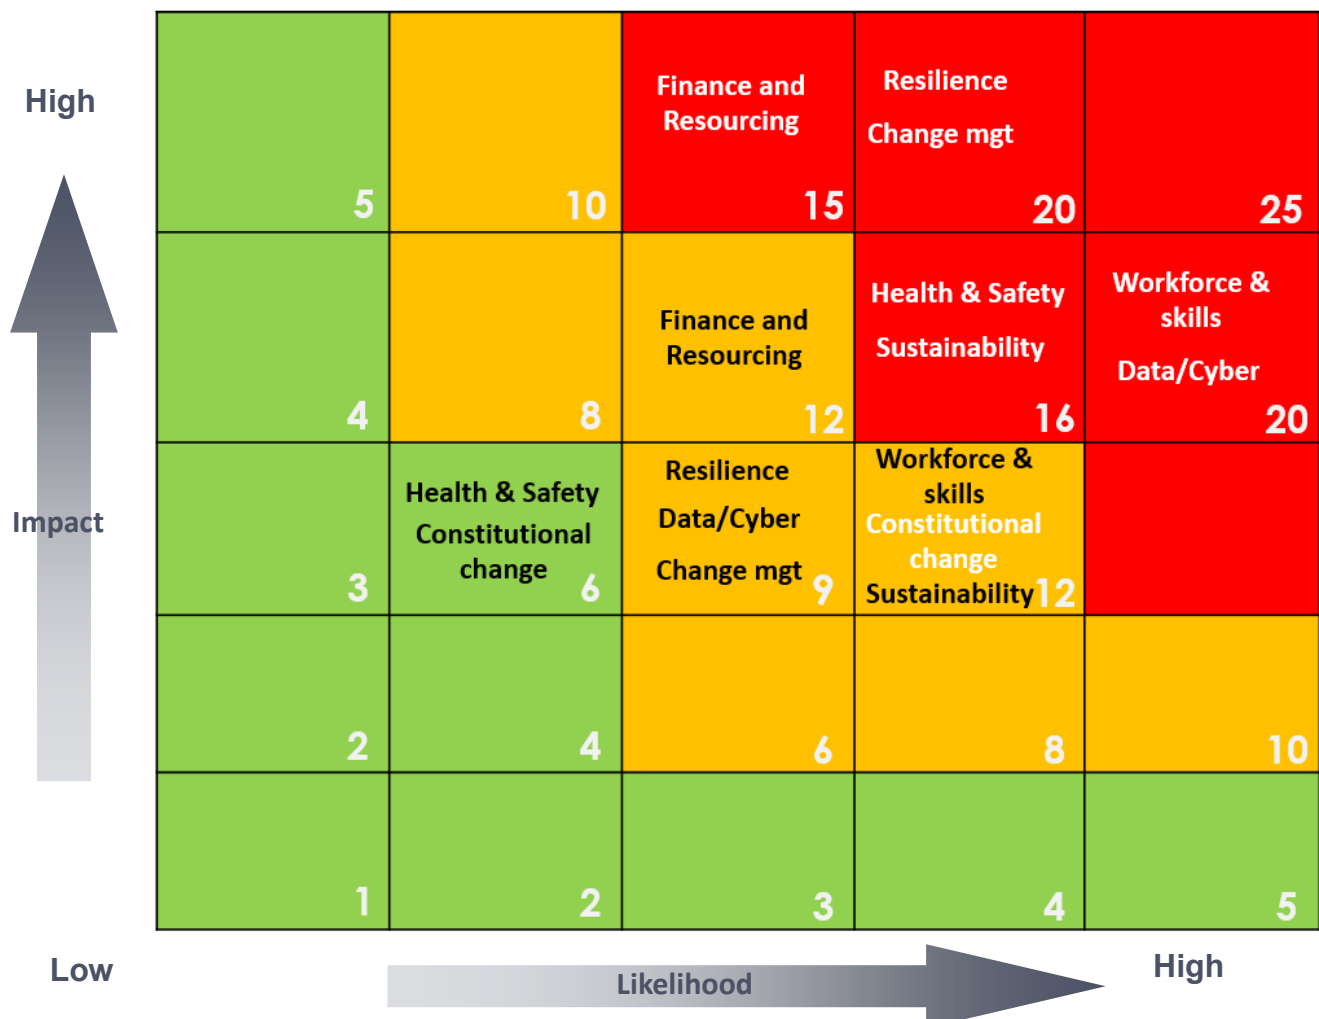 High
Finance and
Resourcing
Resilience
Change mgt
5
10
15
20
25
Finance and
Resourcing
Health & Safety
Sustainability
Workforce &
skills
Data/Cyber
4
8
12
16
20
Impact
Health & Safety
Constitutional
change
Resilience
Data/Cyber
Change mgt
Workforce &
skills
Constitutional
change
Sustainability
3
6
9
12
2
4
6
8
10
1
2
3
4
5
Low
Likelihood
High